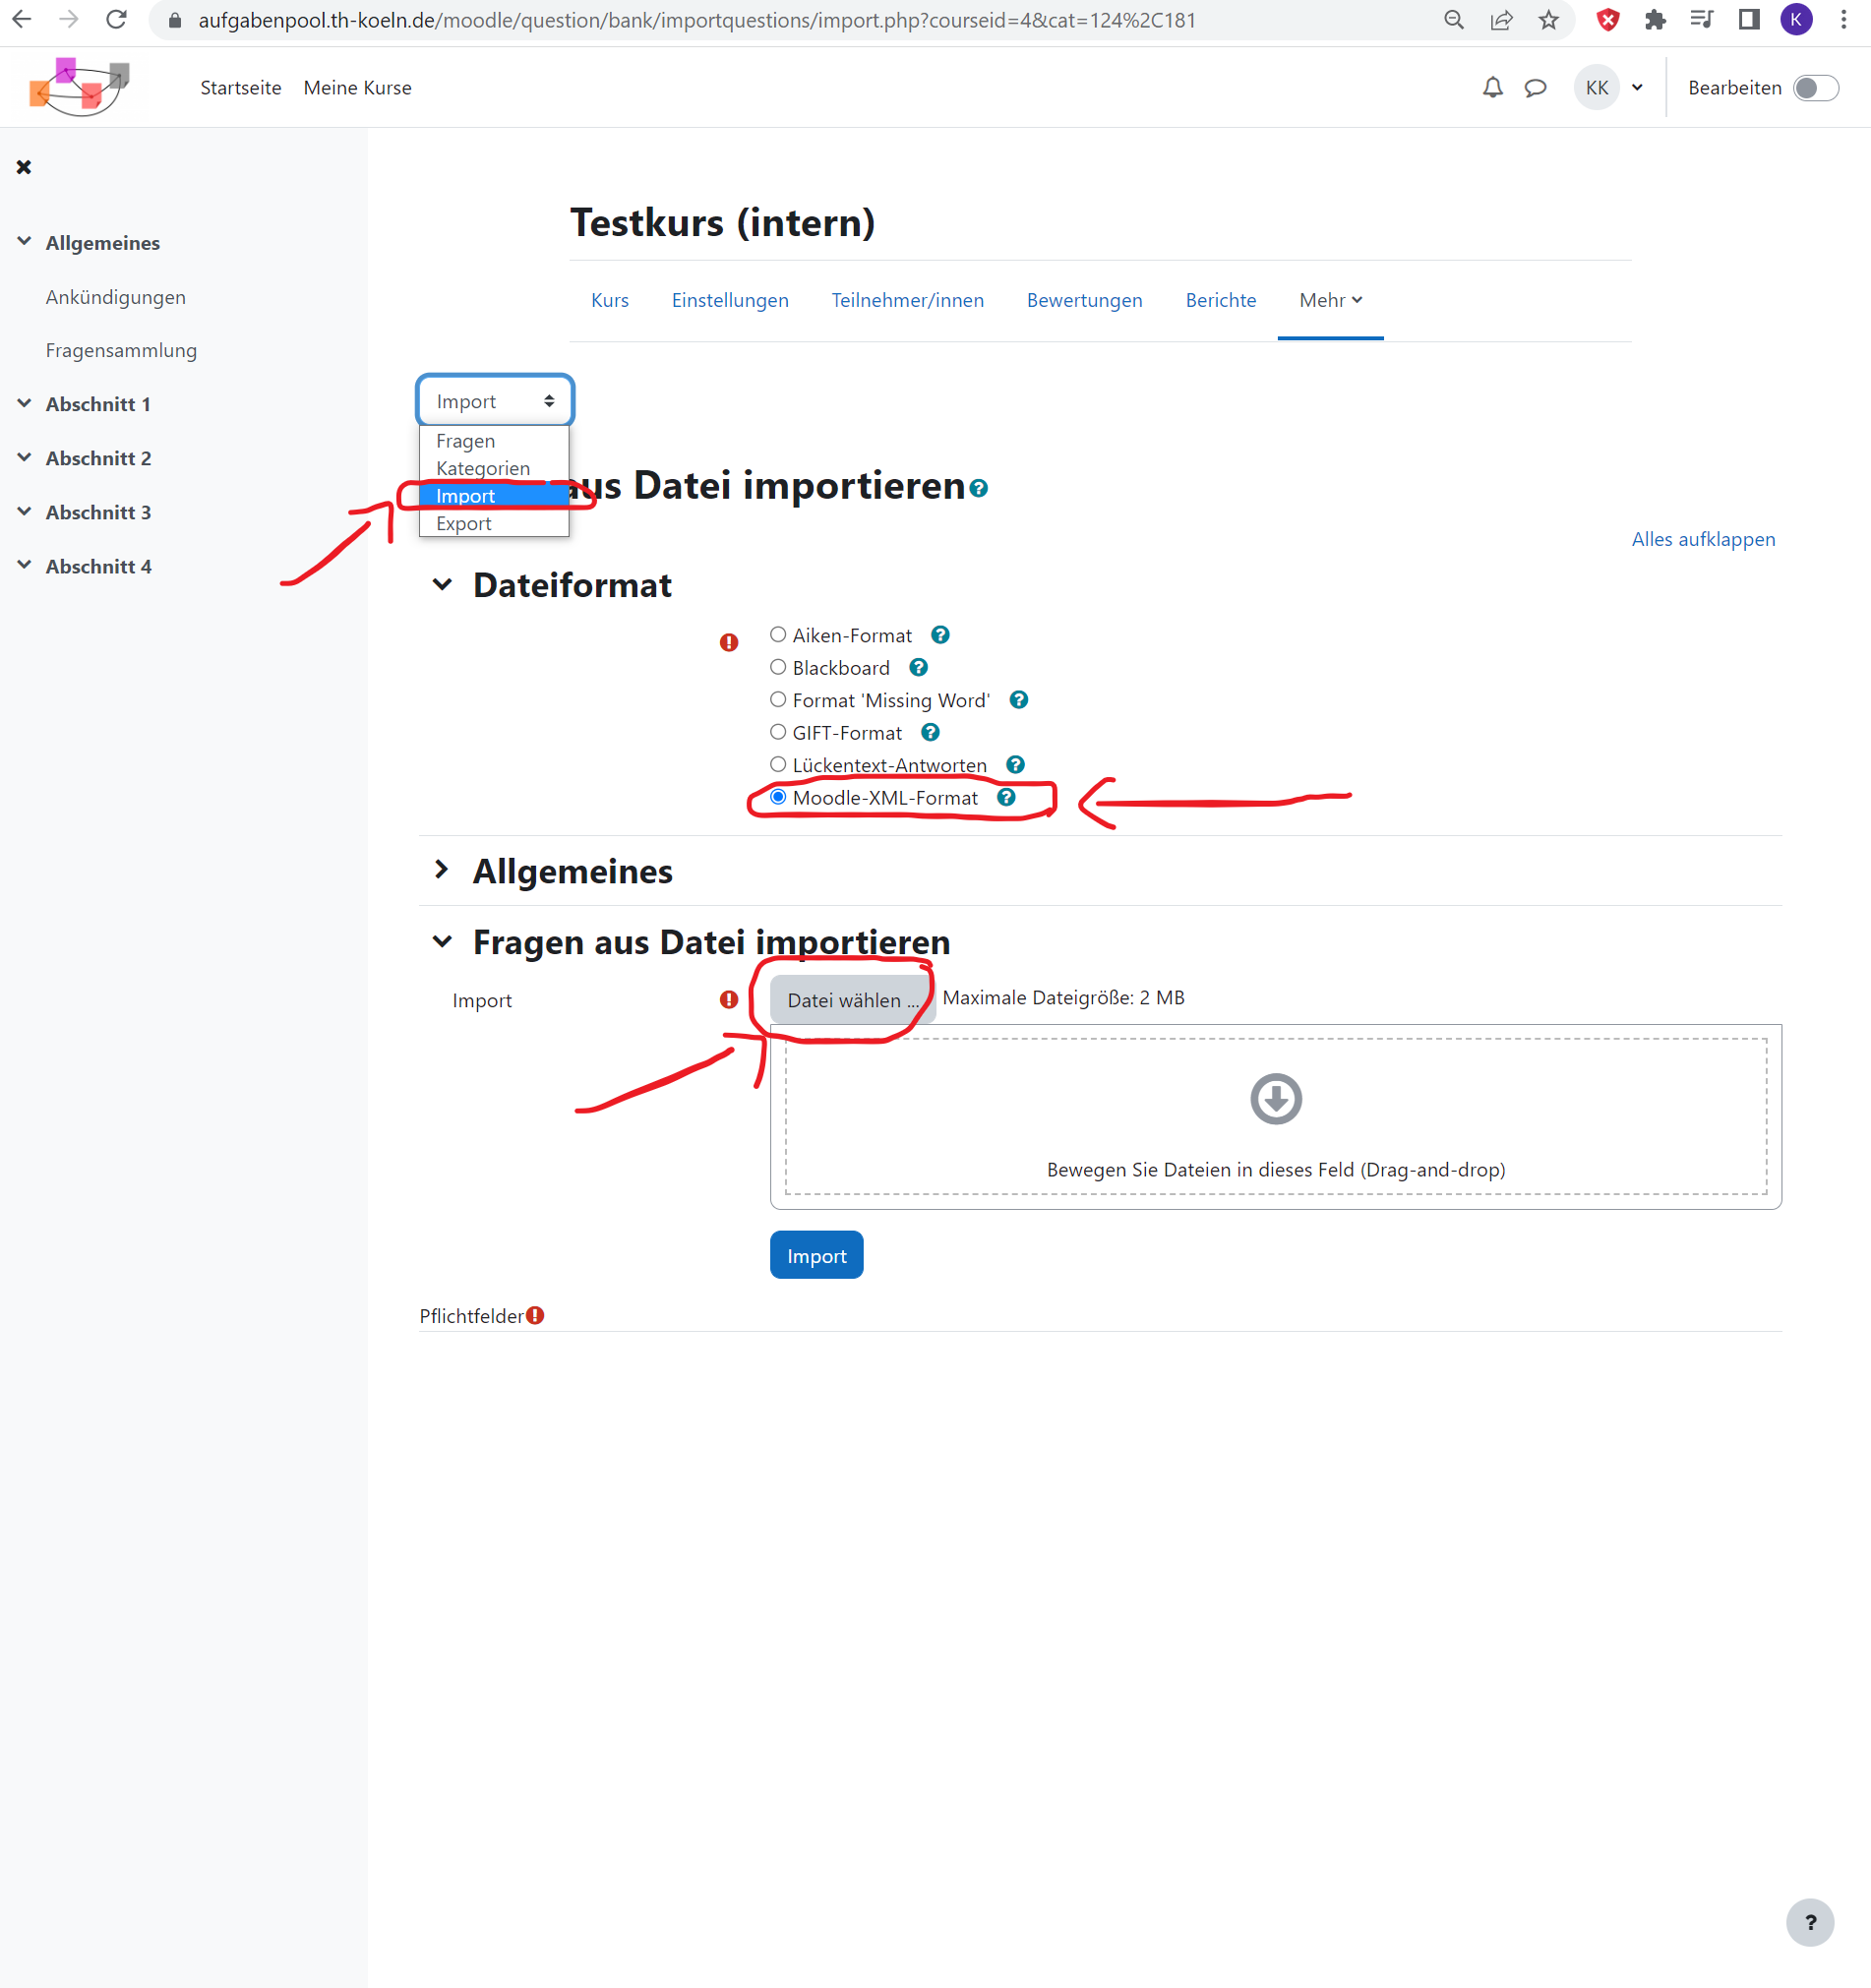 aufgabenpool.th-koeln.de/moodle/question/bank/importquestions/import.php?courseid=4&cat=124%2C181
K
Startseite Meine Kurse
KK
Bearbeiten
Testkurs (intern)
Allgemeines
Ankündigungen
Fragensammlung
Abschnitt 1
Abschnitt 2
Abschnitt 3
Abschnitt 4
Kurs Einstellungen Teilnehmer/innen Bewertungen Berichte Mehr
Import
Fragen
Kategorien
Import
Export
aus Datei importieren
Alles aufklappen
Dateiformat
Aiken-Format
Blackboard
Format 'Missing Word'
GIFT-Format
Lückentext-Antworten
Moodle-XML-Format
Allgemeines
Fragen aus Datei importieren
Import
Datei wählen ... Maximale Dateigröße: 2 MB
Bewegen Sie Dateien in dieses Feld (Drag-and-drop)
Import
Pflichtfelder
?